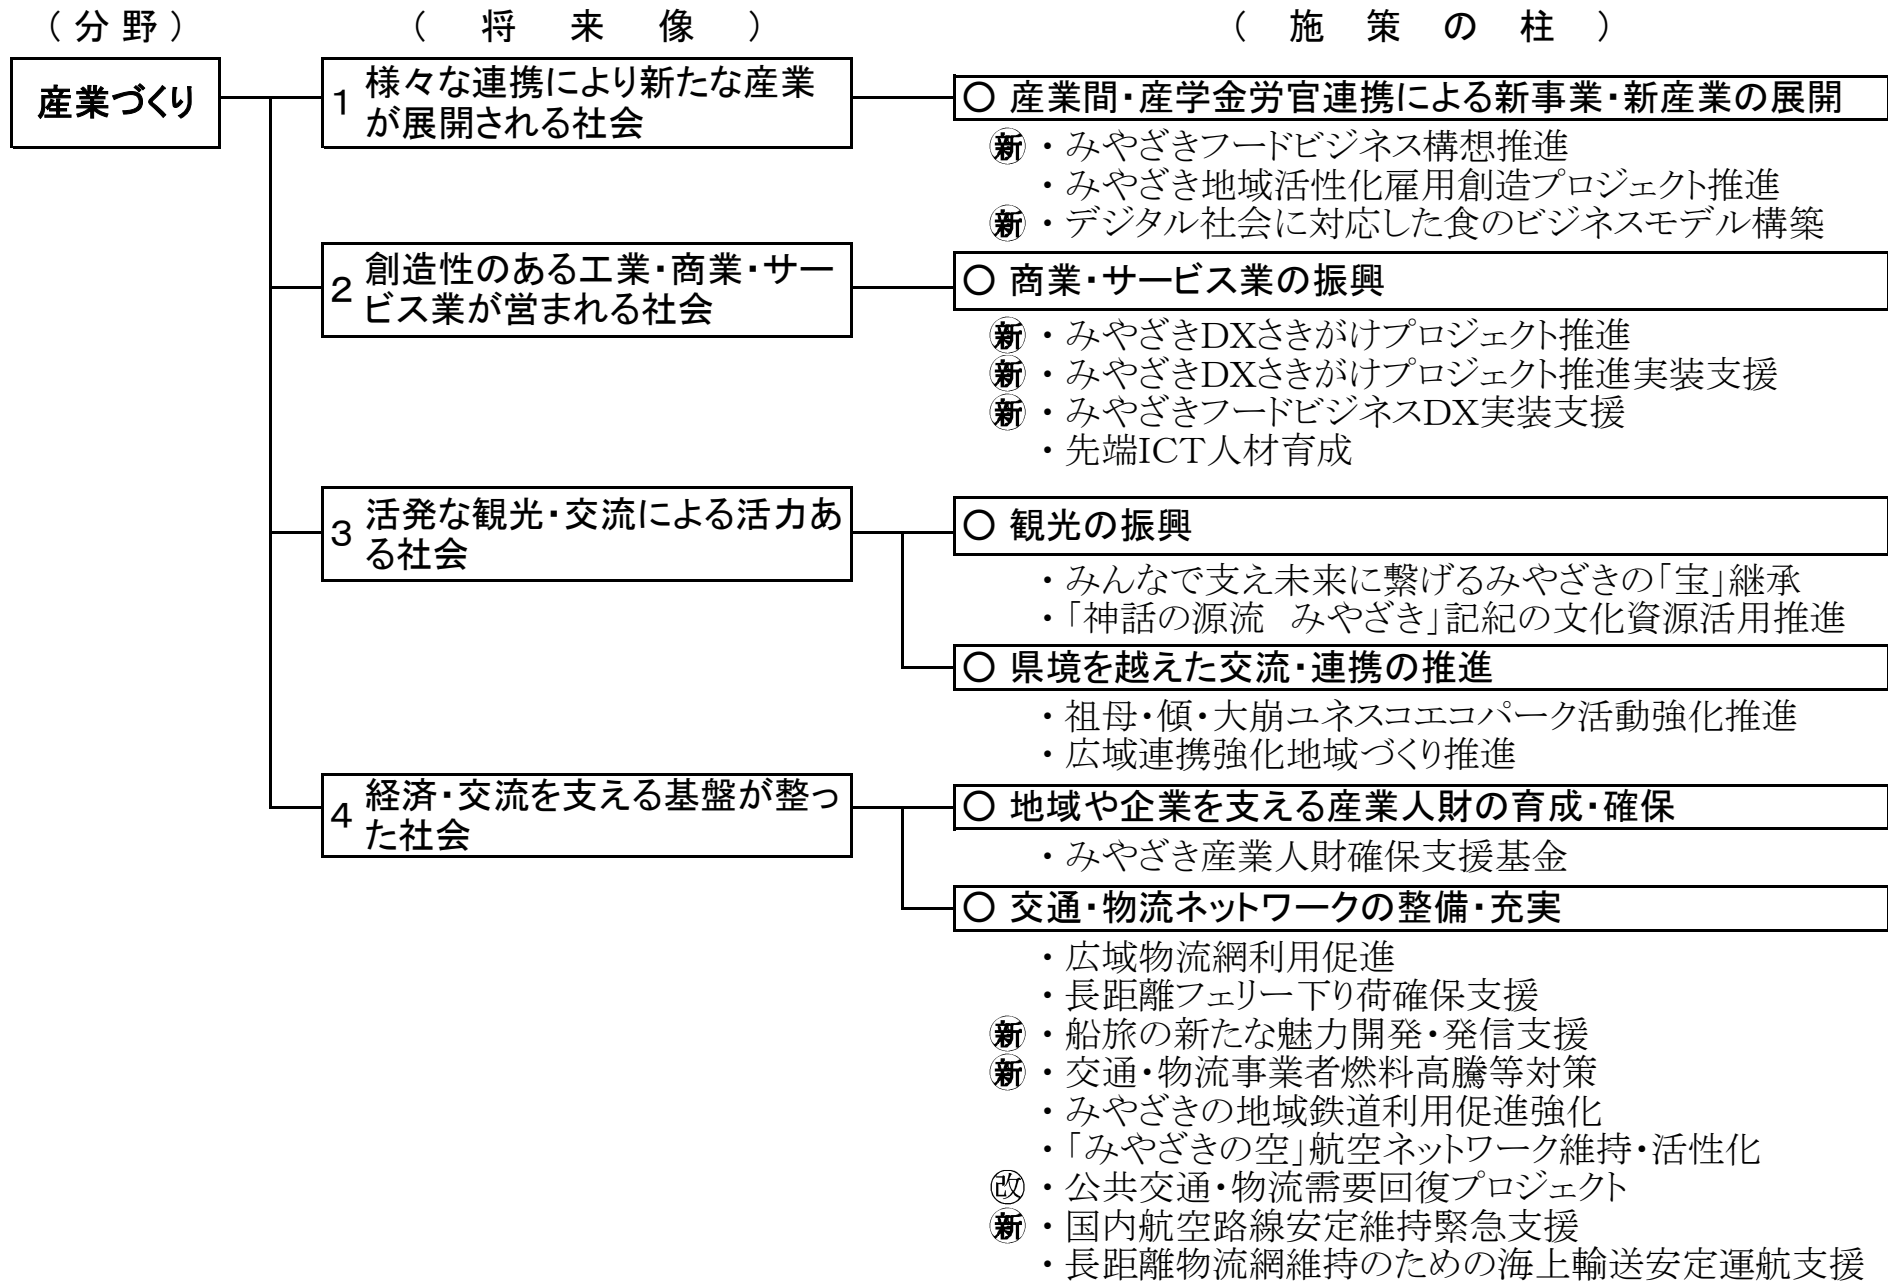 （分野）
（将来像）
（施策の柱）
産業づくり
1 様々な連携により新たな産業
が展開される社会
○ 産業間・産学金労官連携による新事業・新産業の展開
新・みやざきフードビジネス構想推進
・みやざき地域活性化雇用創造プロジェクト推進
新・デジタル社会に対応した食のビジネスモデル構築
2 創造性のある工業・商業・サー
ビス業が営まれる社会
○ 商業・サービス業の振興
新・みやざきDXさきがけプロジェクト推進
新・みやざきDXさきがけプロジェクト推進実装支援
新・みやざきフードビジネスDX実装支援
・先端ICT人材育成
3 活発な観光・交流による活力あ
る社会
○ 観光の振興
・みんなで支え未来に繋げるみやざきの「宝」継承
・「神話の源流　みやざき」記紀の文化資源活用推進
○ 県境を越えた交流・連携の推進
・祖母・傾・大崩ユネスコエコパーク活動強化推進
・広域連携強化地域づくり推進
4 経済・交流を支える基盤が整っ
た社会
○ 地域や企業を支える産業人財の育成・確保
・みやざき産業人財確保支援基金
○ 交通・物流ネットワークの整備・充実
・広域物流網利用促進
・長距離フェリー下り荷確保支援
新・船旅の新たな魅力開発・発信支援
新・交通・物流事業者燃料高騰等対策
・みやざきの地域鉄道利用促進強化
・「みやざきの空」航空ネットワーク維持・活性化
改・公共交通・物流需要回復プロジェクト
新・国内航空路線安定維持緊急支援
・長距離物流網維持のための海上輸送安定運航支援